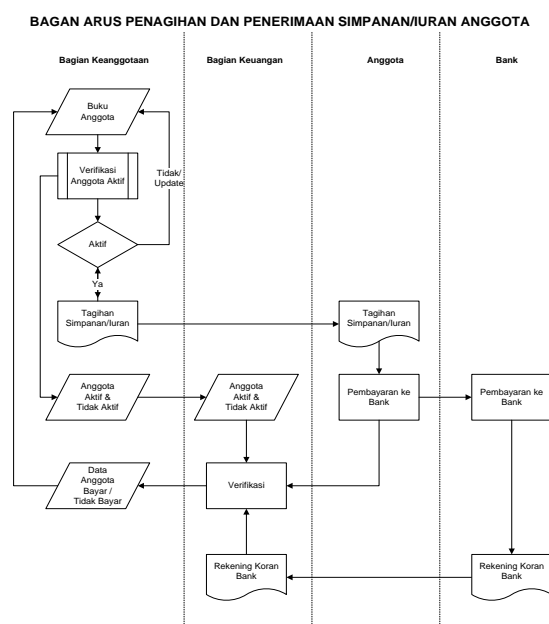 BAGAN ARUS PENAGIHAN DAN PENERIMAAN SIMPANAN/IURAN ANGGOTA
Bagian Keanggotaan
Bagian Keuangan
Anggota
Bank
Buku
Anggota
Verifikasi
Anggota Aktif
Tidak/
Update
Aktif
Ya
Tagihan
Simpanan/Iuran
Tagihan
Simpanan/Iuran
Anggota
Aktif &
Tidak Aktif
Anggota
Aktif &
Tidak Aktif
Pembayaran ke
Bank
Pembayaran ke
Bank
Data
Anggota
Bayar /
Tidak Bayar
Verifikasi
Rekening Koran
Bank
Rekening Koran
Bank